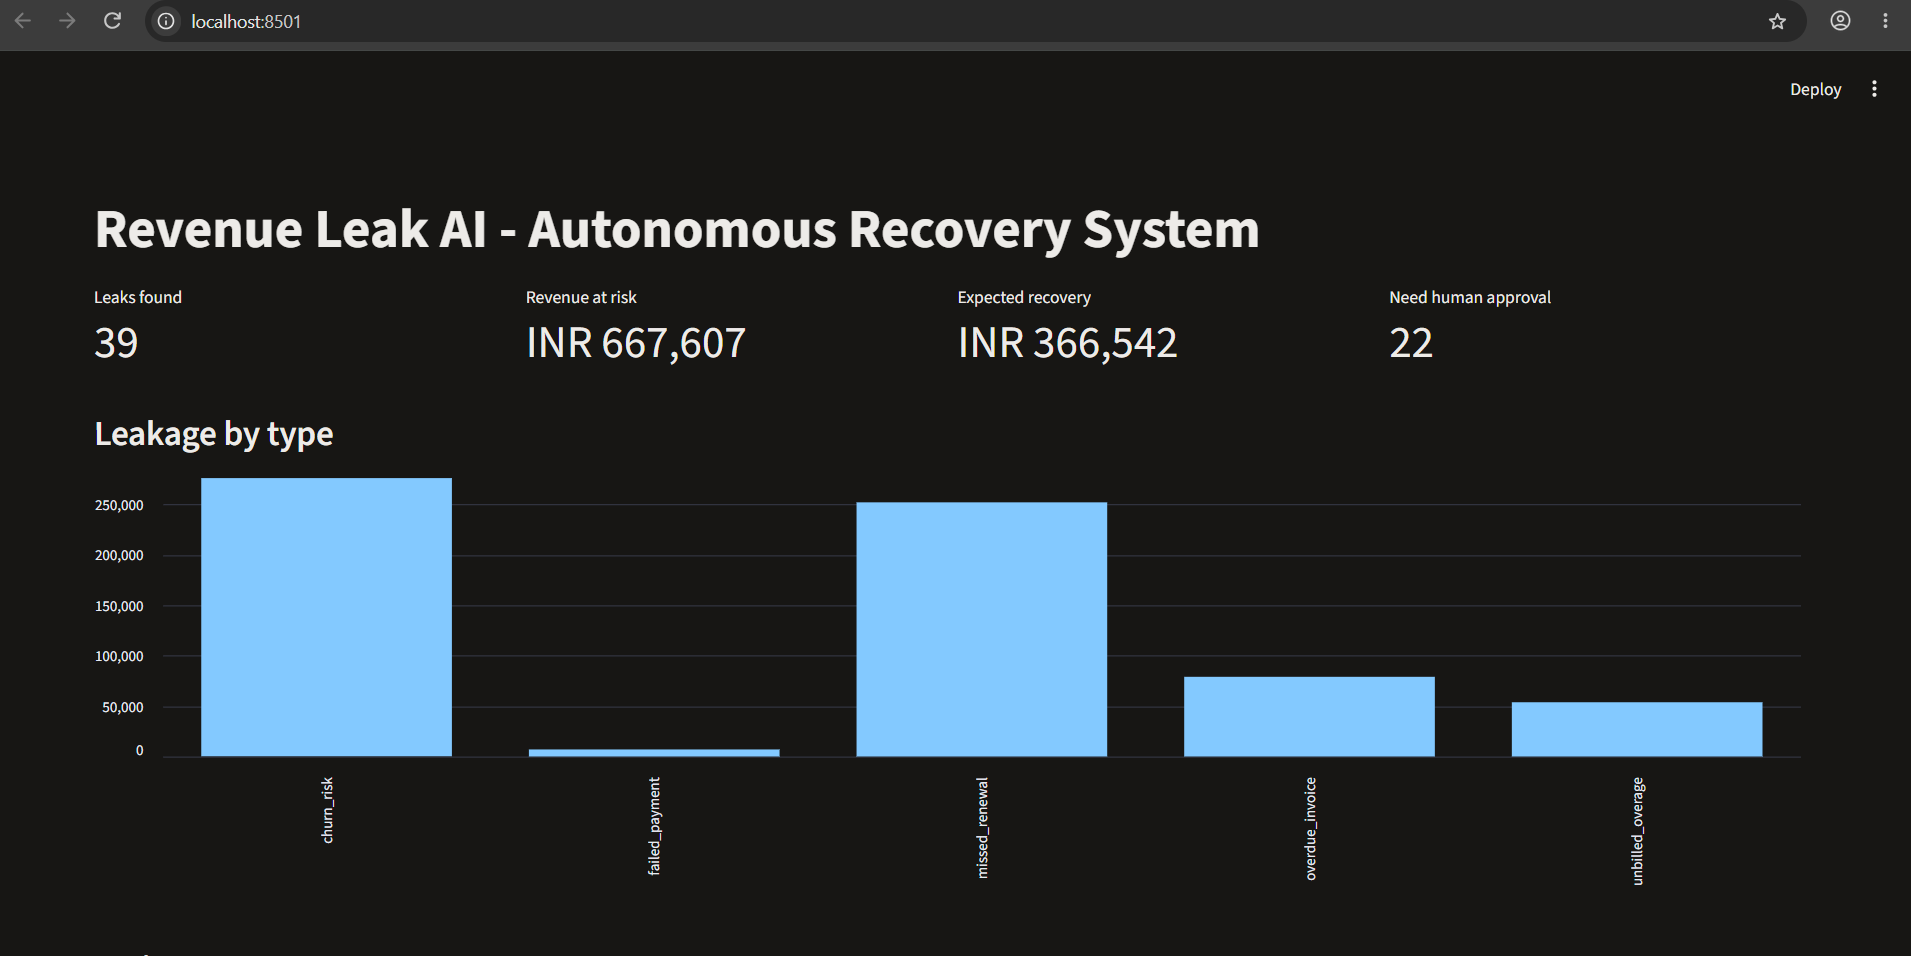 localhost:8501
Deploy
Revenue Leak AI - Autonomous Recovery System
Leaks found
39
Revenue at risk
INR 667,607
Expected recovery
INR 366,542
Need human approval
22
Leakage by type
250,000
200,000
150,000
100,000
50,000
0
churn_risk
failed_payment
missed_renewal
overdue_invoice
unbilled_overage